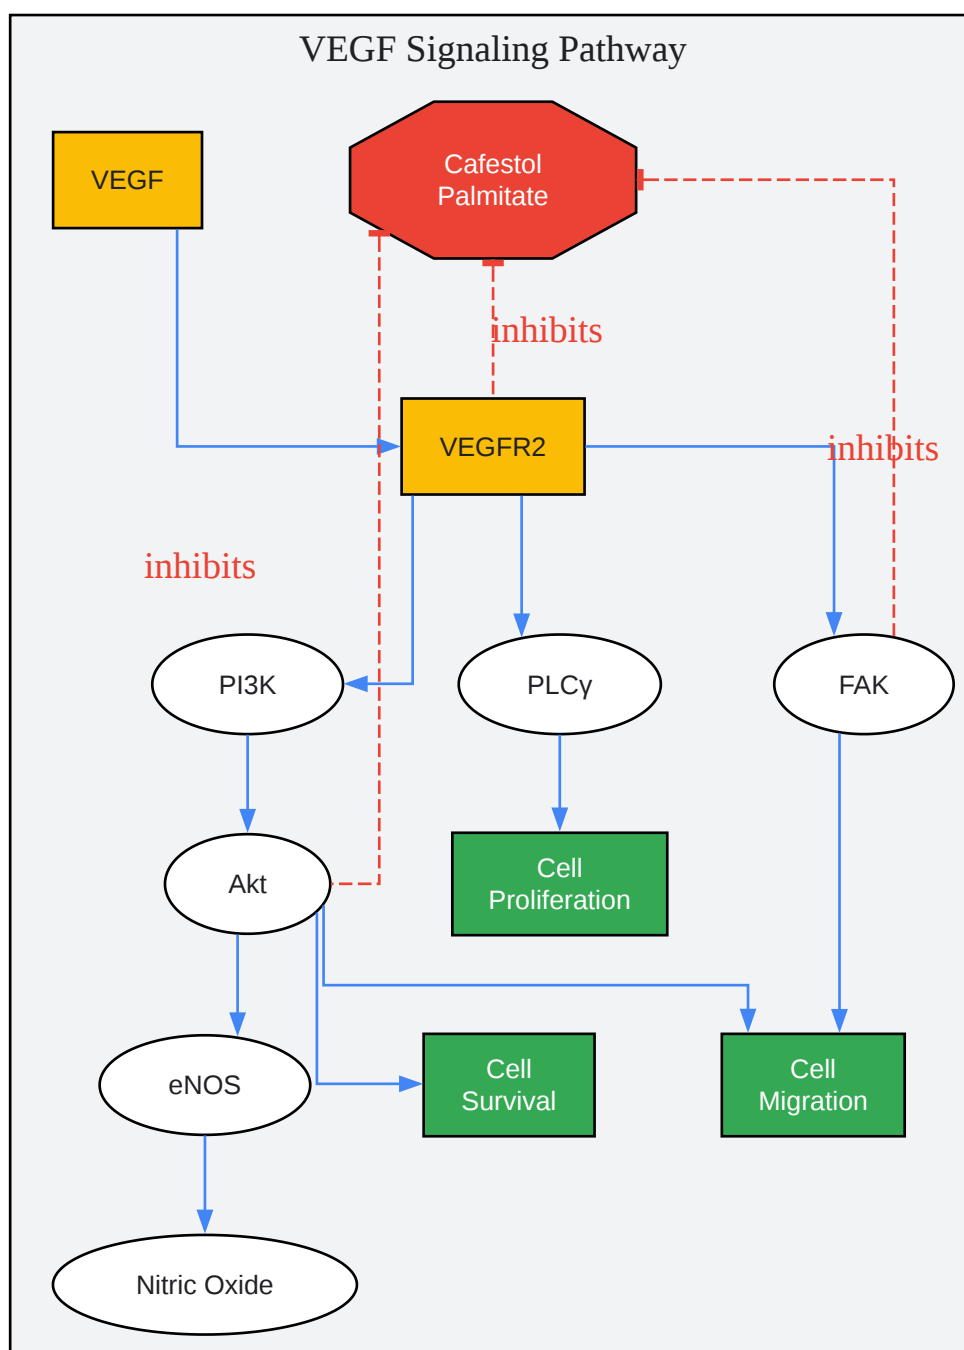 VEGF Signaling Pathway
VEGF
Cafestol
Palmitate
inhibits
VEGFR2
inhibits
inhibits
PI3K
PLCγ
FAK
Akt
Cell
Proliferation
eNOS
Cell
Survival
Cell
Migration
Nitric Oxide